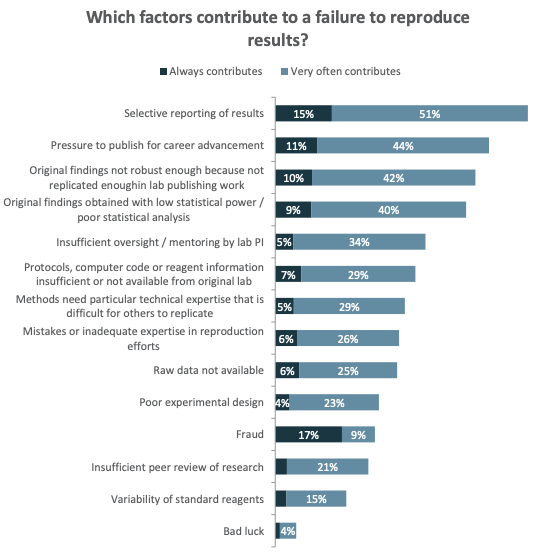 Which factors contribute to a failure to reproduce
results?
Always contributes
Very often contributes
Selective reporting of results
15%
51%
Pressure to publish for career advancement
11%
44%
Original findings not robust enough because not
replicated enoughin lab publishing work
10%
42%
Original findings obtained with low statistical power /
poor statistical analysis
9%
40%
Insufficient oversight / mentoring by lab PI
5%
34%
Protocols, computer code or reagent information
insufficient or not available from original lab
7%
29%
Methods need particular technical expertise that is
difficult for others to replicate
5%
29%
Mistakes or inadequate expertise in reproduction
efforts
6%
26%
Raw data not available
6%
25%
Poor experimental design
4%
23%
Fraud
17%
9%
Insufficient peer review of research
21%
Variability of standard reagents
15%
Bad luck
4%